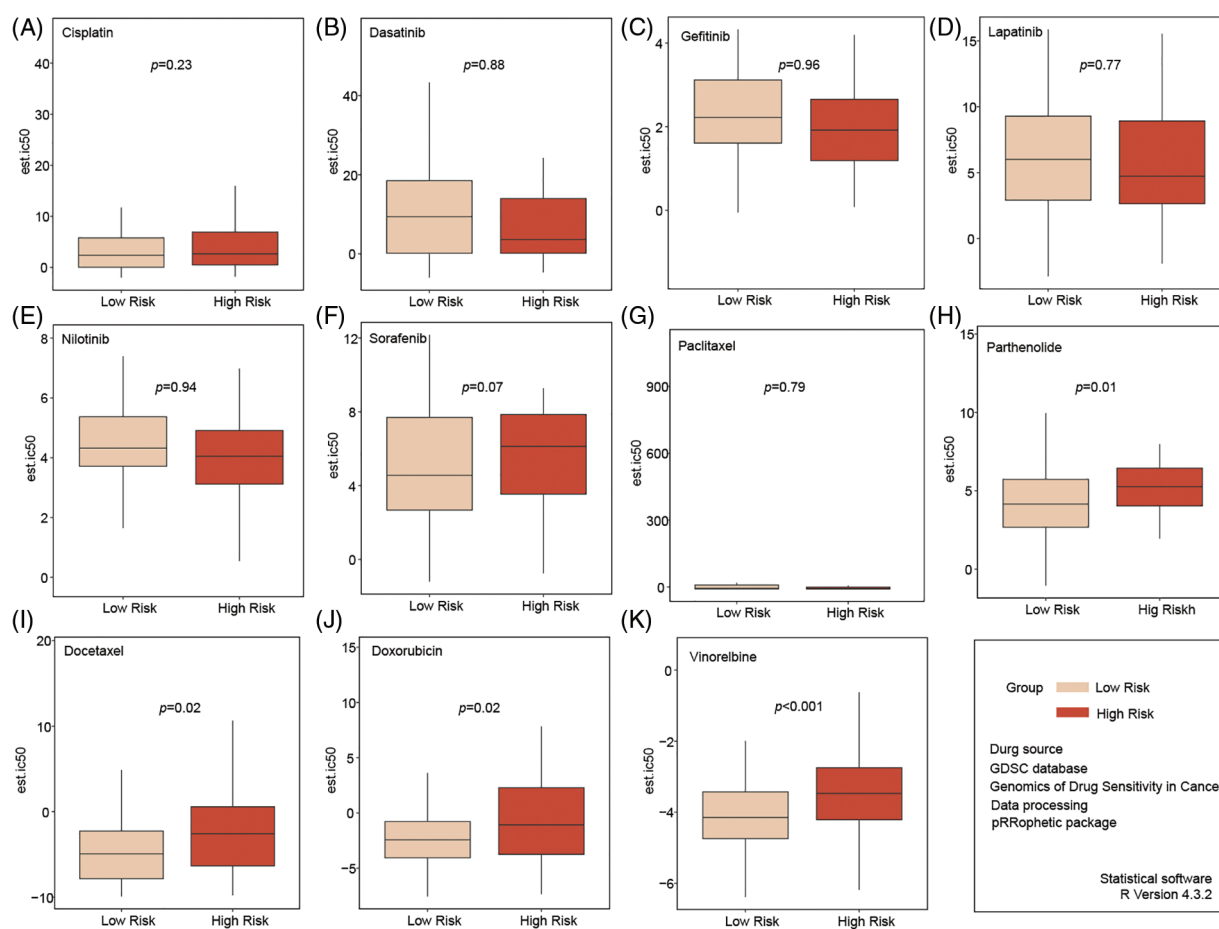 (A)
Cisplatin
p=0.23
40
30
20
10
0
est.ic50
Low Risk
High Risk
(B)
Dasatinib
p=0.88
40
20
0
est.ic50
Low Risk
High Risk
(C)
Gefitinib
p=0.96
4
2
0
est.ic50
Low Risk
High Risk
(D)
Lapatinib
p=0.77
15
10
5
0
est.ic50
Low Risk
High Risk
(E)
Nilotinib
p=0.94
8
6
4
2
0
est.ic50
Low Risk
High Risk
(F)
Sorafenib
p=0.07
12
8
4
0
est.ic50
Low Risk
High Risk
(G)
Paclitaxel
p=0.79
900
600
300
0
est.ic50
Low Risk
High Risk
(H)
Parthenolide
p=0.01
15
10
5
0
est.ic50
Low Risk
Hig Riskh
(I)
Docetaxel
p=0.02
20
10
0
−10
est.ic50
Low Risk
High Risk
(J)
Doxorubicin
p=0.02
15
10
5
0
−5
est.ic50
Low Risk
High Risk
(K)
Vinorelbine
p<0.001
0
−2
−4
−6
est.ic50
Low Risk
High Risk
Group
Low Risk
High Risk
Durg source
GDSC database
Genomics of Drug Sensitivity in Cance
Data processing
pRRophetic package
Statistical software
R Version 4.3.2